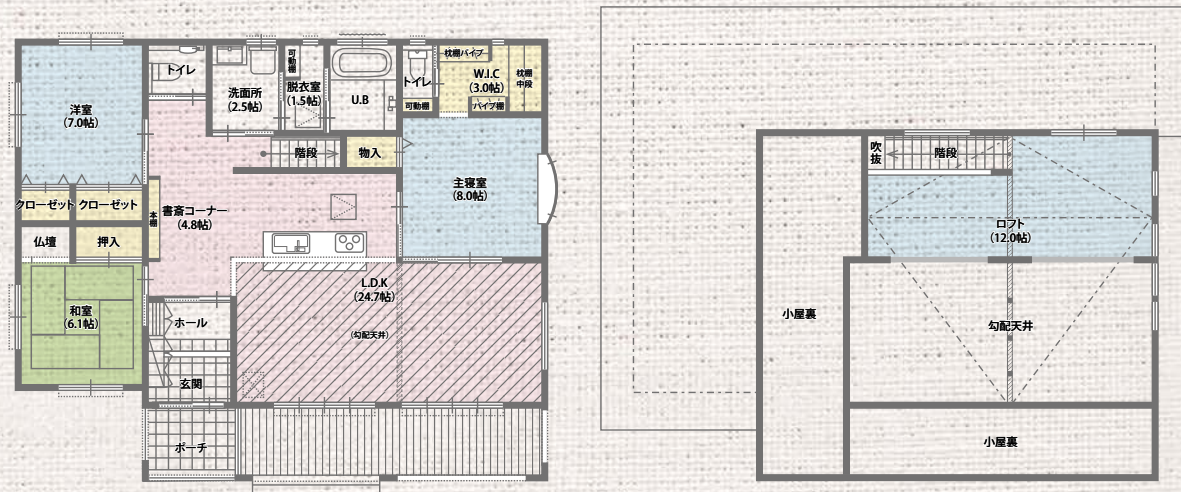 洋室
（7.0帖）
クローゼット
クローゼット
仏壇
押入
和室
（6.1帖）
トイレ
洗面所
（2.5帖）
可動棚
脱衣室
（1.5帖）
U.B
トイレ
可動棚
枕棚パイプ
W.I.C
（3.0帖）
枕棚
中段
パイプ棚
階段
物入
主寝室
（8.0帖）
本棚
書斎コーナー
（4.8帖）
L.D.K
（24.7帖）
（勾配天井）
ホール
玄関
ポーチ
吹抜
階段
ロフト
（12.0帖）
小屋裏
勾配天井
小屋裏